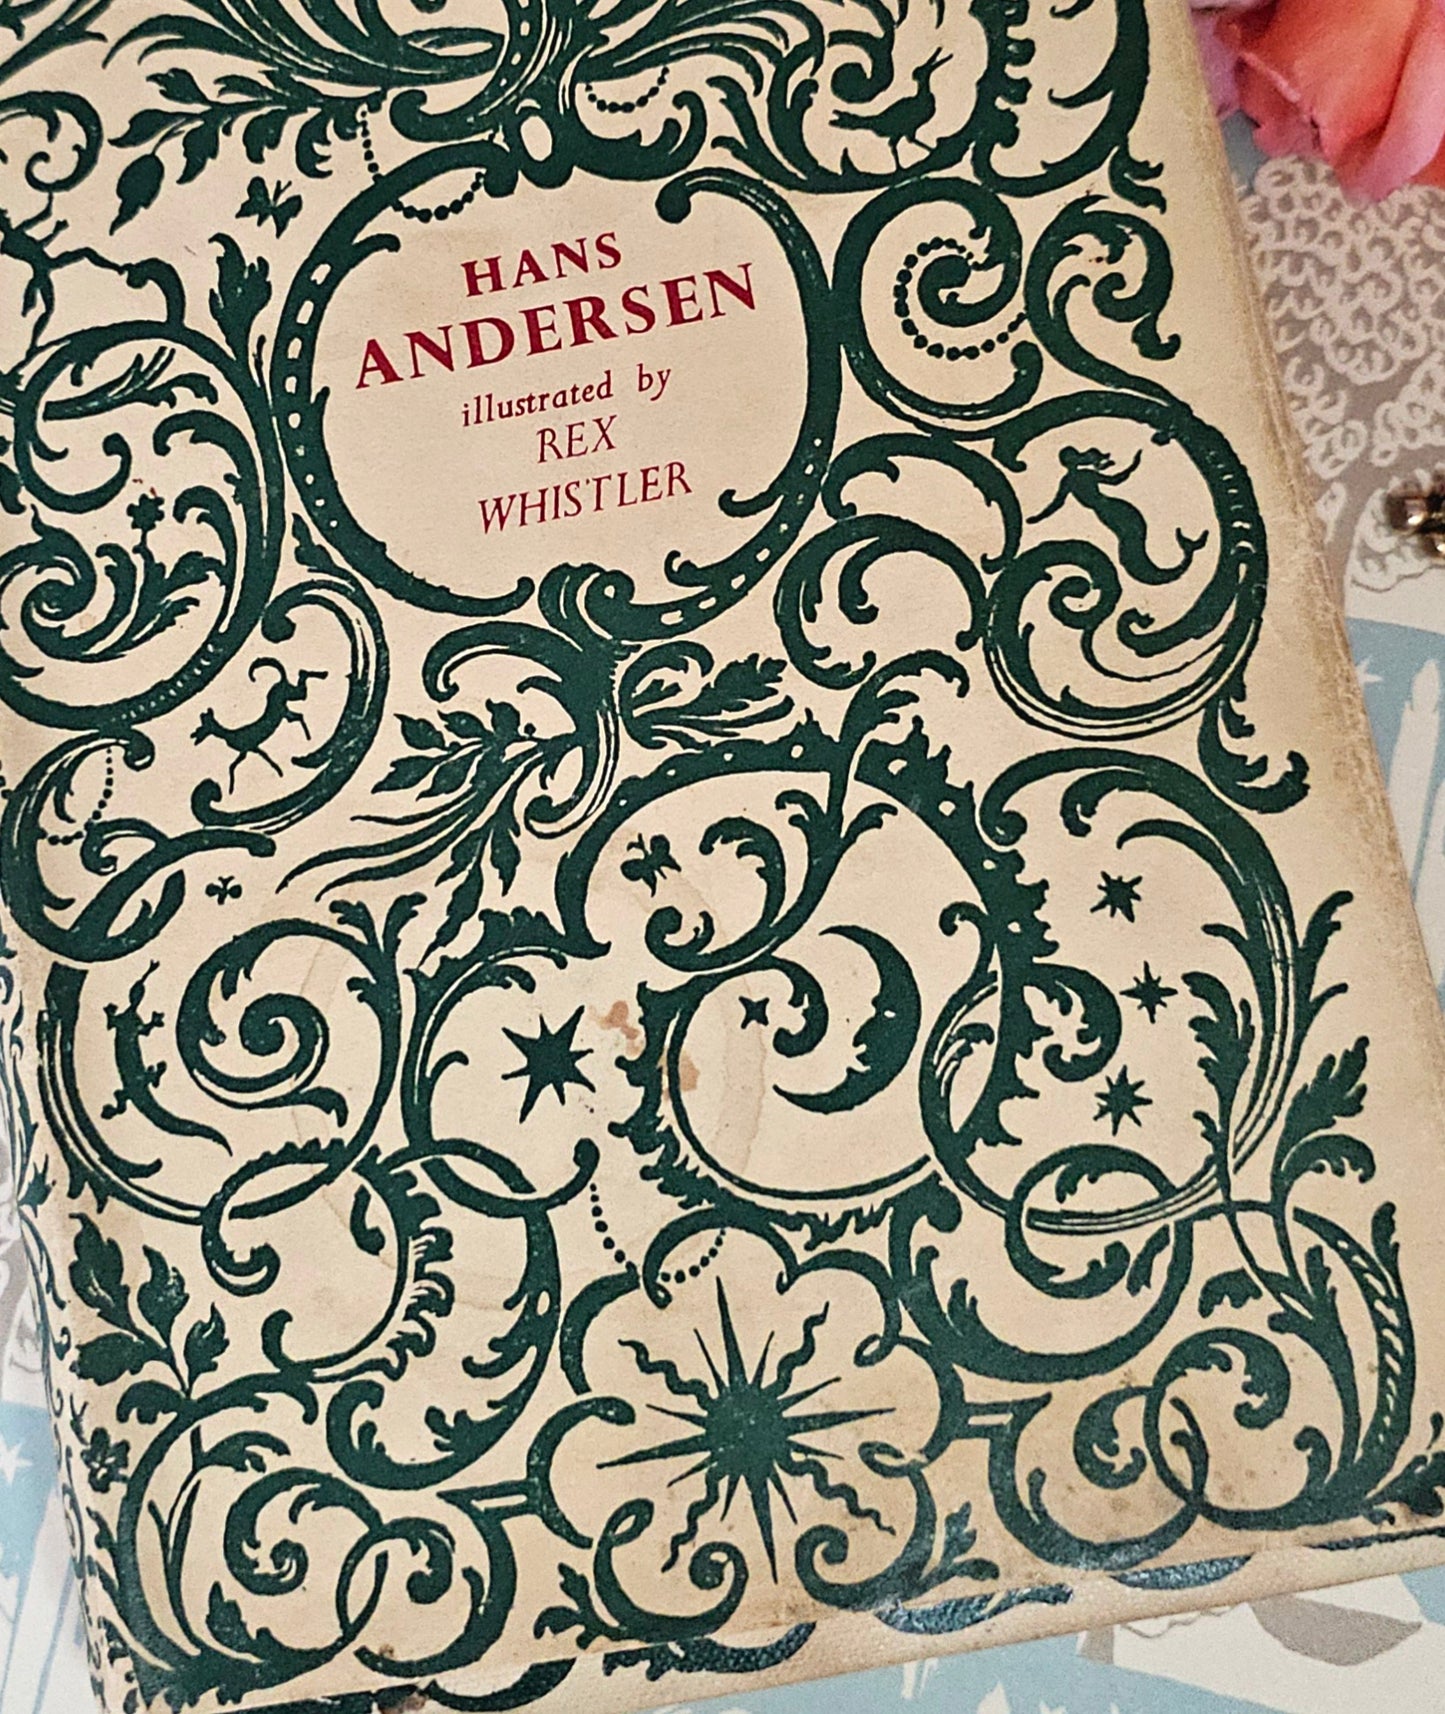 HANS
ANDERSEN
illustrated by
REX
WHISTLER